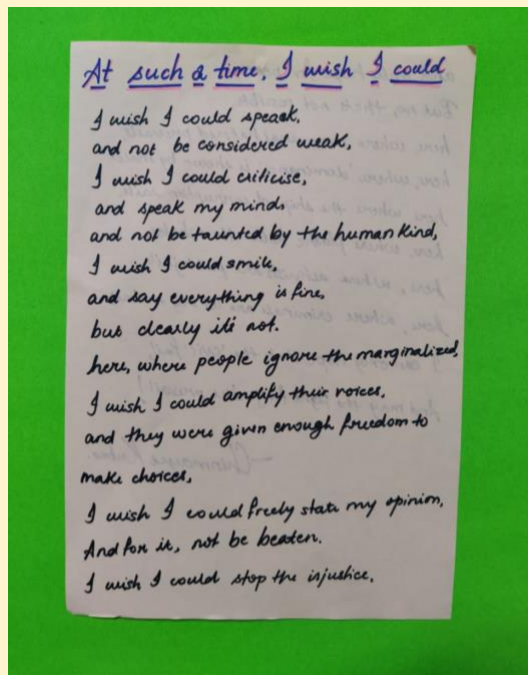 At such a time, I wish I could
I wish I could speak,
and not be considered weak,
I wish I could criticise,
and speak my mind,
and not be taunted by the human kind,
I wish I could smile,
and say everything is fine,
but clearly it's not.
here, where people ignore the marginalized,
I wish I could amplify their voices,
and they were given enough freedom to
make choices,
I wish I could freely state my opinion,
And for it, not be beaten.
I wish I could stop the injustice,